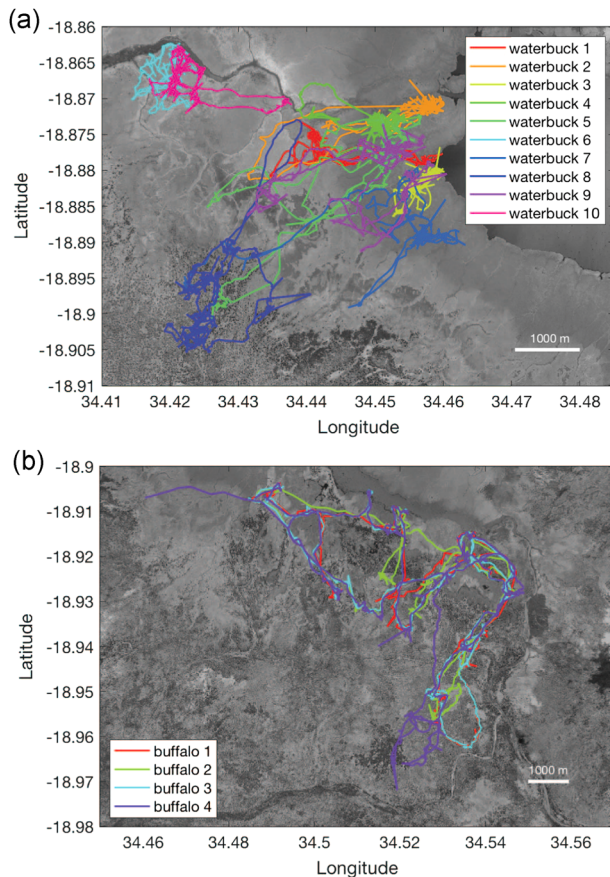 (a)
-18.86
-18.865
-18.87
-18.875
-18.88
-18.885
-18.89
-18.895
-18.9
-18.905
-18.91
Latitude
waterbuck 1
waterbuck 2
waterbuck 3
waterbuck 4
waterbuck 5
waterbuck 6
waterbuck 7
waterbuck 8
waterbuck 9
waterbuck 10
1000 m
34.41 34.42 34.43 34.44 34.45 34.46 34.47 34.48
Longitude
(b)
-18.9
-18.91
-18.92
-18.93
-18.94
-18.95
-18.96
-18.97
-18.98
Latitude
buffalo 1
buffalo 2
buffalo 3
buffalo 4
1000 m
34.46 34.48 34.5 34.52 34.54 34.56
Longitude